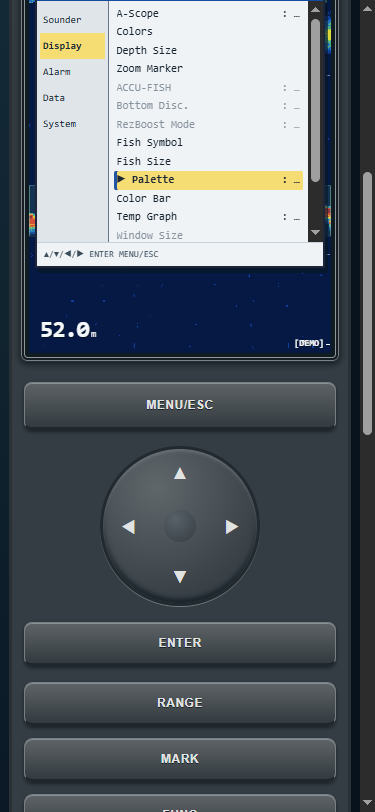 Sounder
Display
Alarm
Data
System
A-Scope : …
Colors
Depth Size
Zoom Marker
ACCU-FISH : …
Bottom Disc. : …
RezBoost Mode : …
Fish Symbol
Fish Size
▶ Palette : …
Color Bar
Temp Graph : …
Window Size
▲/▼/◀/▶ ENTER MENU/ESC
52.0m
[DEMO]
MENU/ESC
▲
◀ ▶
▼
ENTER
RANGE
MARK